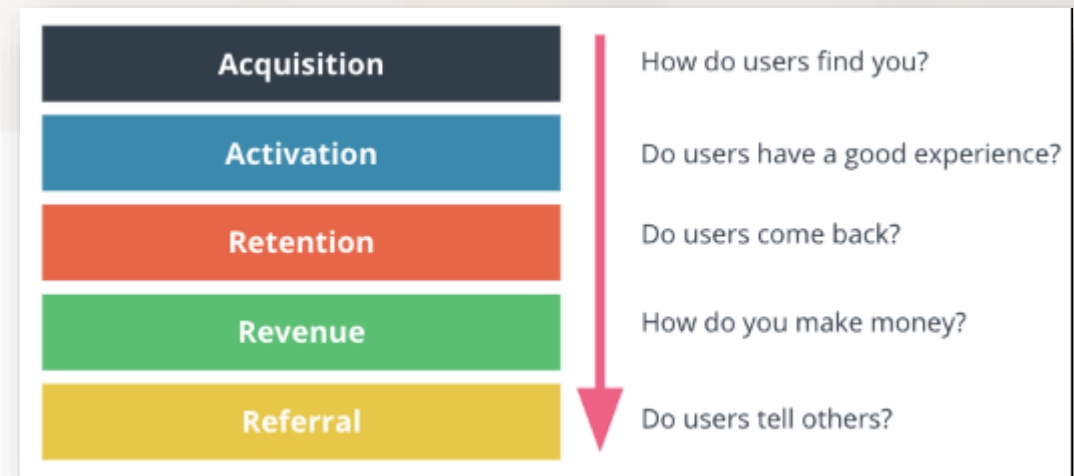 Acquisition
How do users find you?
Activation
Do users have a good experience?
Retention
Do users come back?
Revenue
How do you make money?
Referral
Do users tell others?